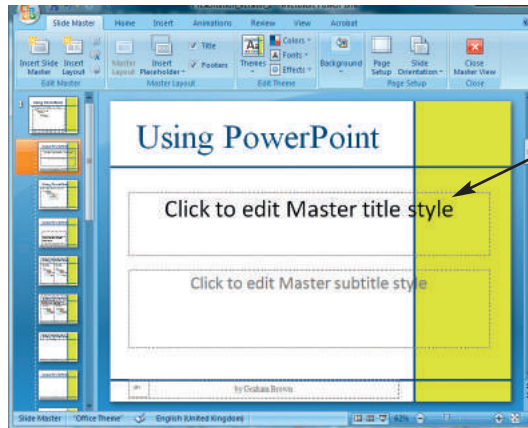 Slide Master Home Insert Animations Review View Acrobat
Insert Slide Master
Insert Layout
Master Layout
Insert Placeholder
Title
Footers
Themes
Colors
Fonts
Effects
Background
Page Setup
Slide Orientation
Close Master View
Edit Master Master Layout Edit Theme Page Setup Close
Using PowerPoint
Click to edit Master title style
Click to edit Master subtitle style
by Graham Brown
Slide Master "Office Theme" English (United Kingdom) 62%